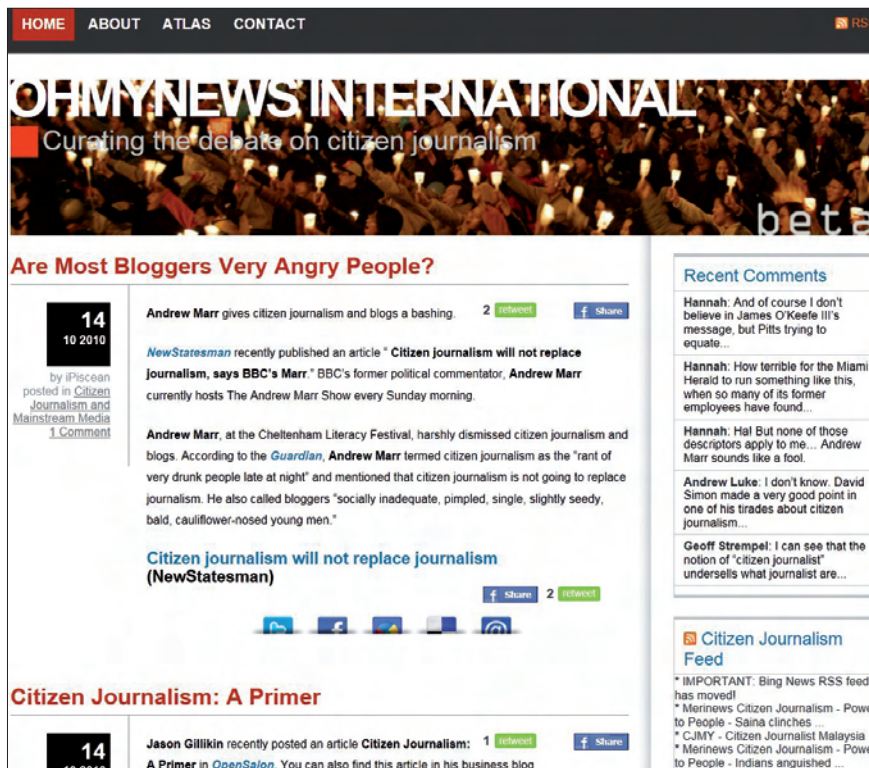 HOME ABOUT ATLAS CONTACT
OHMYNEWS INTERNATIONAL
Curating the debate on citizen journalism
beta
Are Most Bloggers Very Angry People?
14
10 2010
by iPiscean
posted in Citizen
Journalism and
Mainstream Media
1 Comment
Andrew Marr gives citizen journalism and blogs a bashing.
2 retweet
f Share
NewStatesman recently published an article “ Citizen journalism will not replace
journalism, says BBC's Marr.” BBC's former political commentator, Andrew Marr
currently hosts The Andrew Marr Show every Sunday morning.
Andrew Marr, at the Cheltenham Literacy Festival, harshly dismissed citizen journalism and
blogs. According to the Guardian, Andrew Marr termed citizen journalism as the “rant of
very drunk people late at night” and mentioned that citizen journalism is not going to replace
journalism. He also called bloggers “socially inadequate, pimpled, single, slightly seedy,
bald, cauliflower-nosed young men.”
Citizen journalism will not replace journalism
(NewStatesman)
f Share 2 retweet
Citizen Journalism: A Primer
14
Jason Gillikin recently posted an article Citizen Journalism:
1 retweet
f Share
A Primer in OpenSalon. You can also find this article in his business blog
Recent Comments
Hannah: And of course I don't
believe in James O'Keefe III's
message, but Pitts trying to
equate...
Hannah: How terrible for the Miami
Herald to run something like this,
when so many of its former
employees have found...
Hannah: Ha! But none of those
descriptors apply to me... Andrew
Marr sounds like a fool.
Andrew Luke: I don't know. David
Simon made a very good point in
one of his tirades about citizen
journalism...
Geoff Strempel: I can see that the
notion of “citizen journalist”
undersells what journalist are...
Citizen Journalism
Feed
* IMPORTANT: Bing News RSS feed
has moved!
* Merinews Citizen Journalism - Powe
to People - Saina clinches ...
* CJMY - Citizen Journalist Malaysia
* Merinews Citizen Journalism - Powe
to People - Indians anguished ...